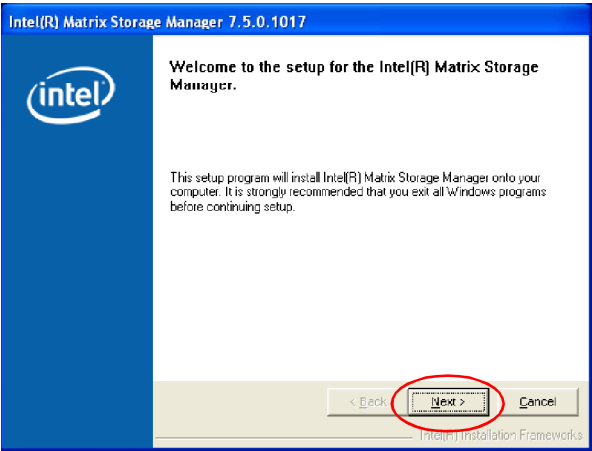 Intel(R) Matrix Storage Manager 7.5.0.1017
intel
Welcome to the setup for the Intel(R) Matrix Storage
Manager.
This setup program will install Intel(R) Matrix Storage Manager onto your
computer. It is strongly recommended that you exit all Windows programs
before continuing setup.
< Back
Next >
Cancel
Intel(R) Installation Frameworks